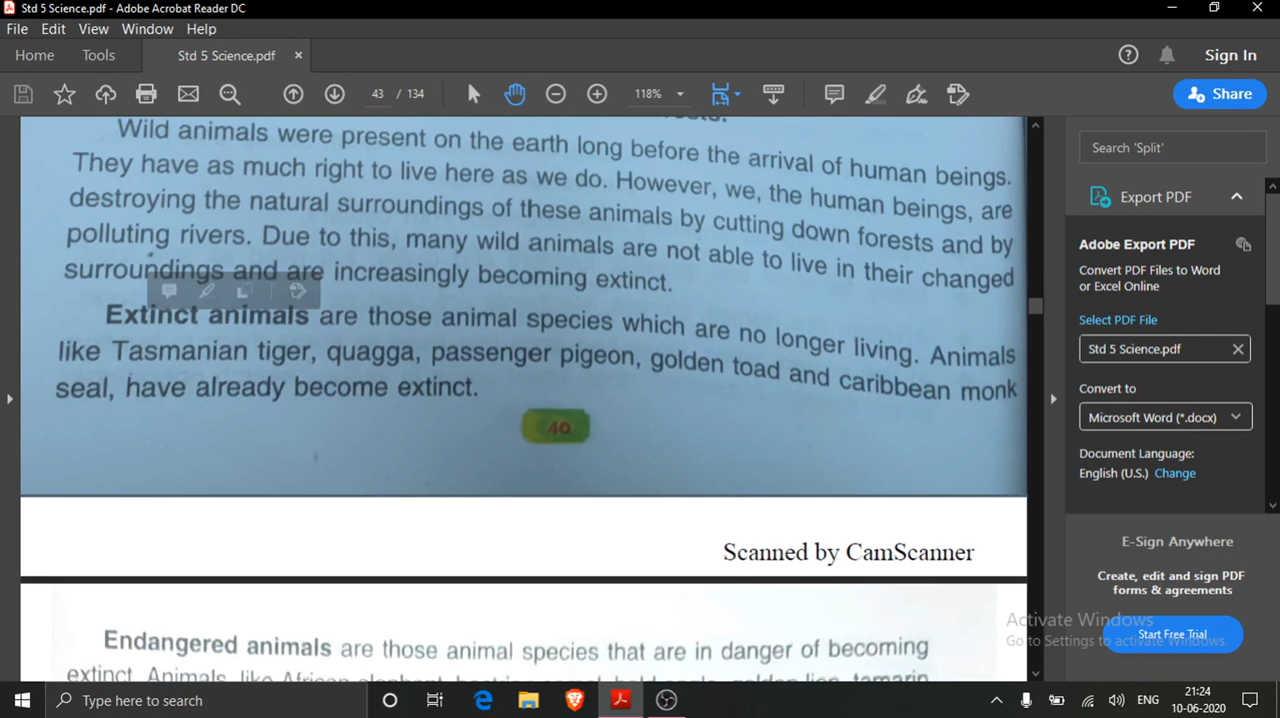 Std 5 Science.pdf - Adobe Acrobat Reader DC
File Edit View Window Help
Home Tools Std 5 Science.pdf Sign In
43 / 134 118% Share
Wild animals were present on the earth long before the arrival of human beings.
They have as much right to live here as we do. However, we, the human beings, are
destroying the natural surroundings of these animals by cutting down forests and by
polluting rivers. Due to this, many wild animals are not able to live in their changed
surroundings and are increasingly becoming extinct.
Extinct animals are those animal species which are no longer living. Animals
like Tasmanian tiger, quagga, passenger pigeon, golden toad and caribbean monk
seal, have already become extinct.
40
Scanned by CamScanner
Endangered animals are those animal species that are in danger of becoming
extinct. Animals, like African elephant, bald eagle, golden lion, tamarin
Search 'Split'
Export PDF
Adobe Export PDF
Convert PDF Files to Word
or Excel Online
Select PDF File
Std 5 Science.pdf
Convert to
Microsoft Word (*.docx)
Document Language:
English (U.S.) Change
E-Sign Anywhere
Create, edit and sign PDF
forms & agreements
Start Free Trial
Activate Windows
Go to Settings to activate Windows.
Type here to search
ENG
21:24
10-06-2020